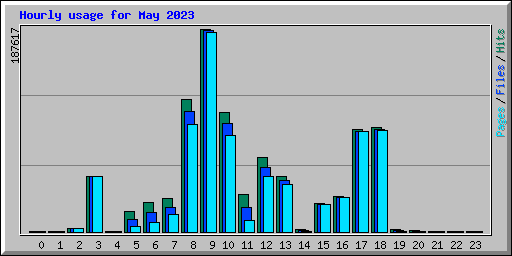 Hourly usage for May 2023
187617
Pages/Files/Hits
0 1 2 3 4 5 6 7 8 9 10 11 12 13 14 15 16 17 18 19 20 21 22 23